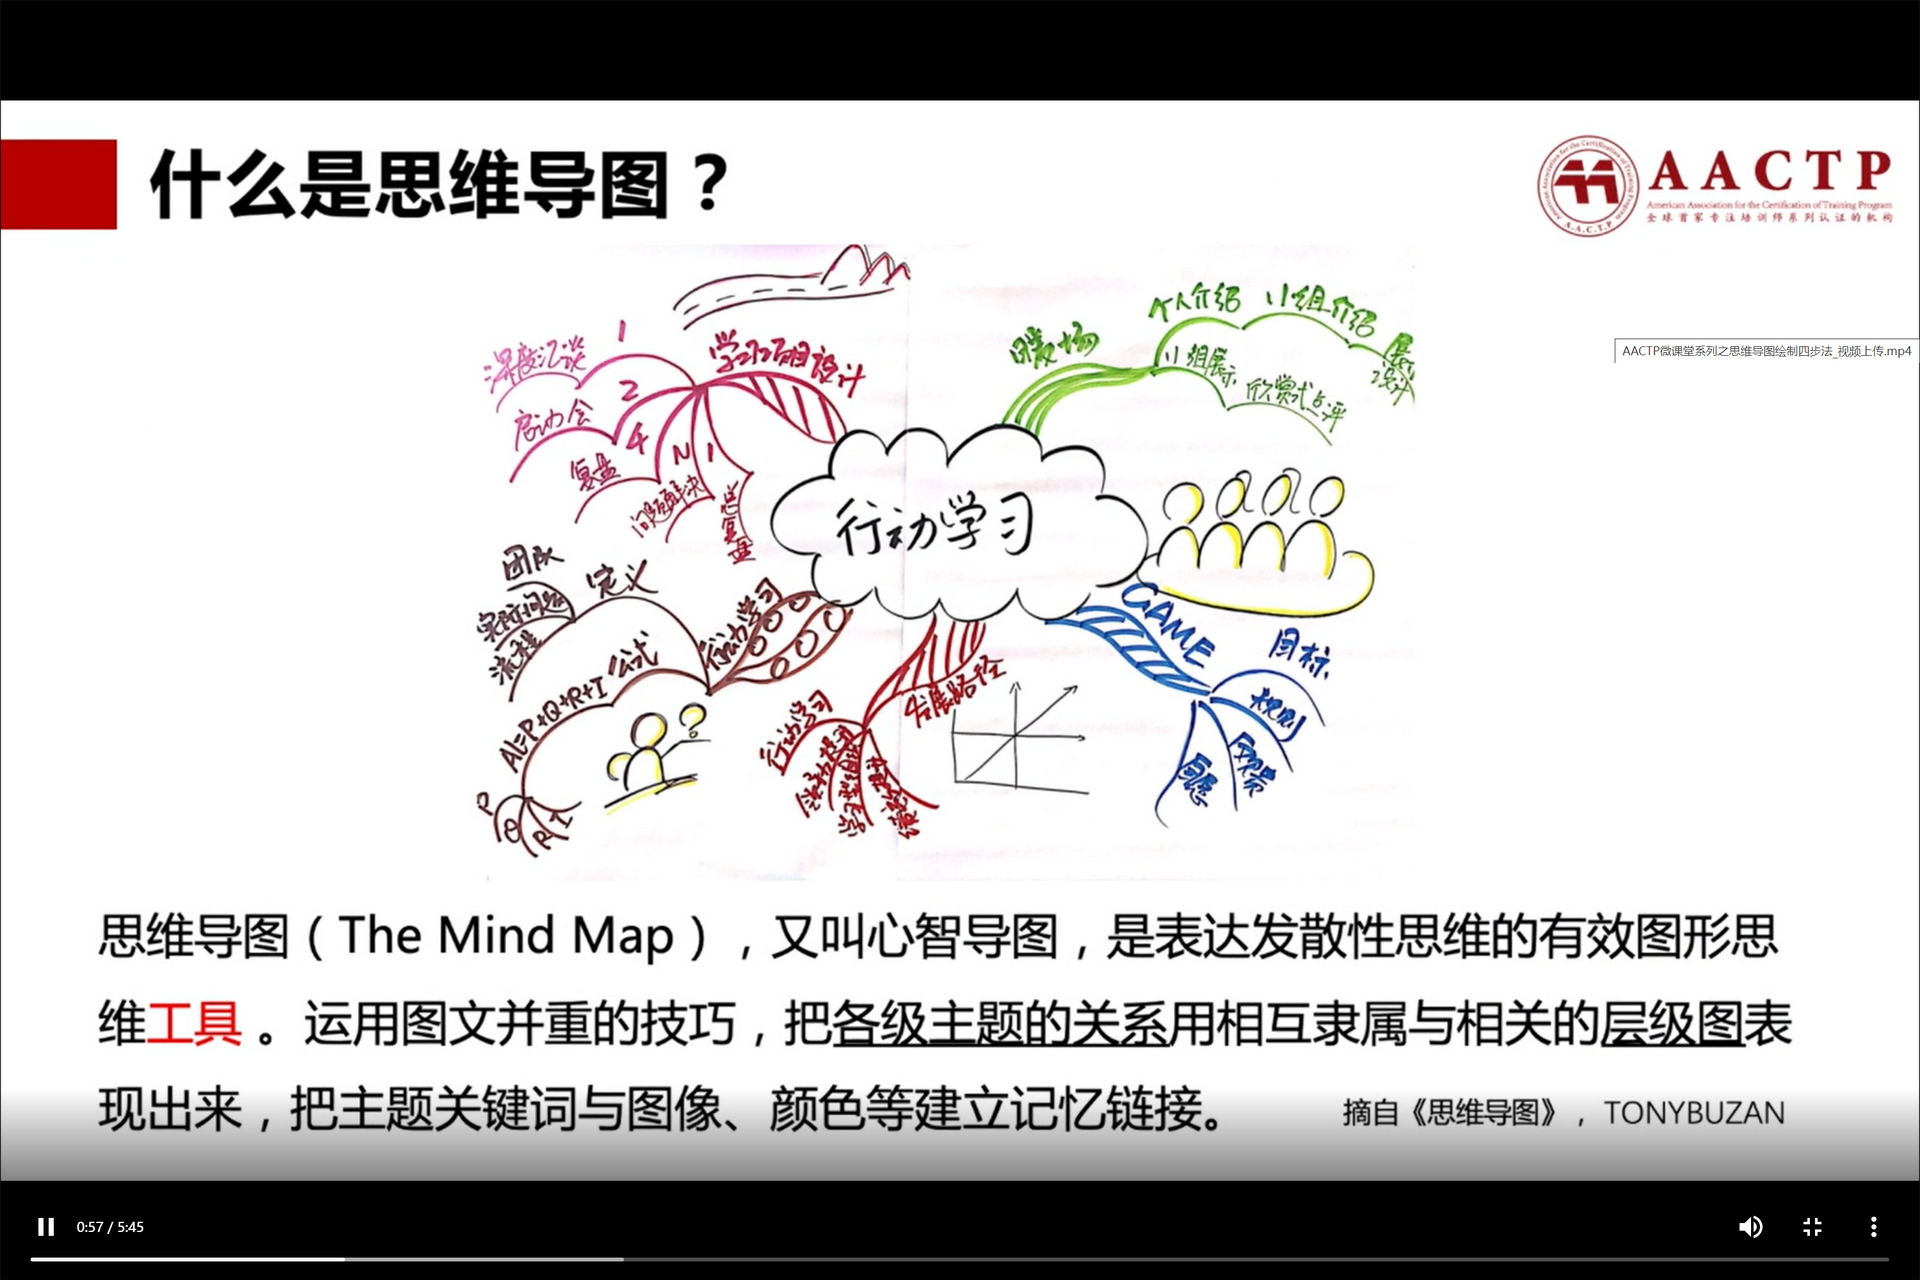 什么是思维导图？
AACTP
American Association for the Certification of Training Program
全球首家专注培训师系列认证的机构
A.A.C.T.P
AACTP微课堂系列之思维导图绘制四步法_视频上传.mp4
行动学习
暖场
个人介绍
小组介绍
小组展示
欣赏式点评
学习项目设计
1
深度汇谈
2
启动会
4
复盘
N
问题解决
1
总复盘
行动学习
定义
团队
实际问题
流程
公式
AL=P+Q+R+I
P
Q
R
I
发展路径
行动学习
GAME
目标
规则
反馈
自愿
思维导图（The Mind Map），又叫心智导图，是表达发散性思维的有效图形思
维工具 。运用图文并重的技巧，把各级主题的关系用相互隶属与相关的层级图表
现出来，把主题关键词与图像、颜色等建立记忆链接。
摘自《思维导图》，TONYBUZAN
0:57 / 5:45